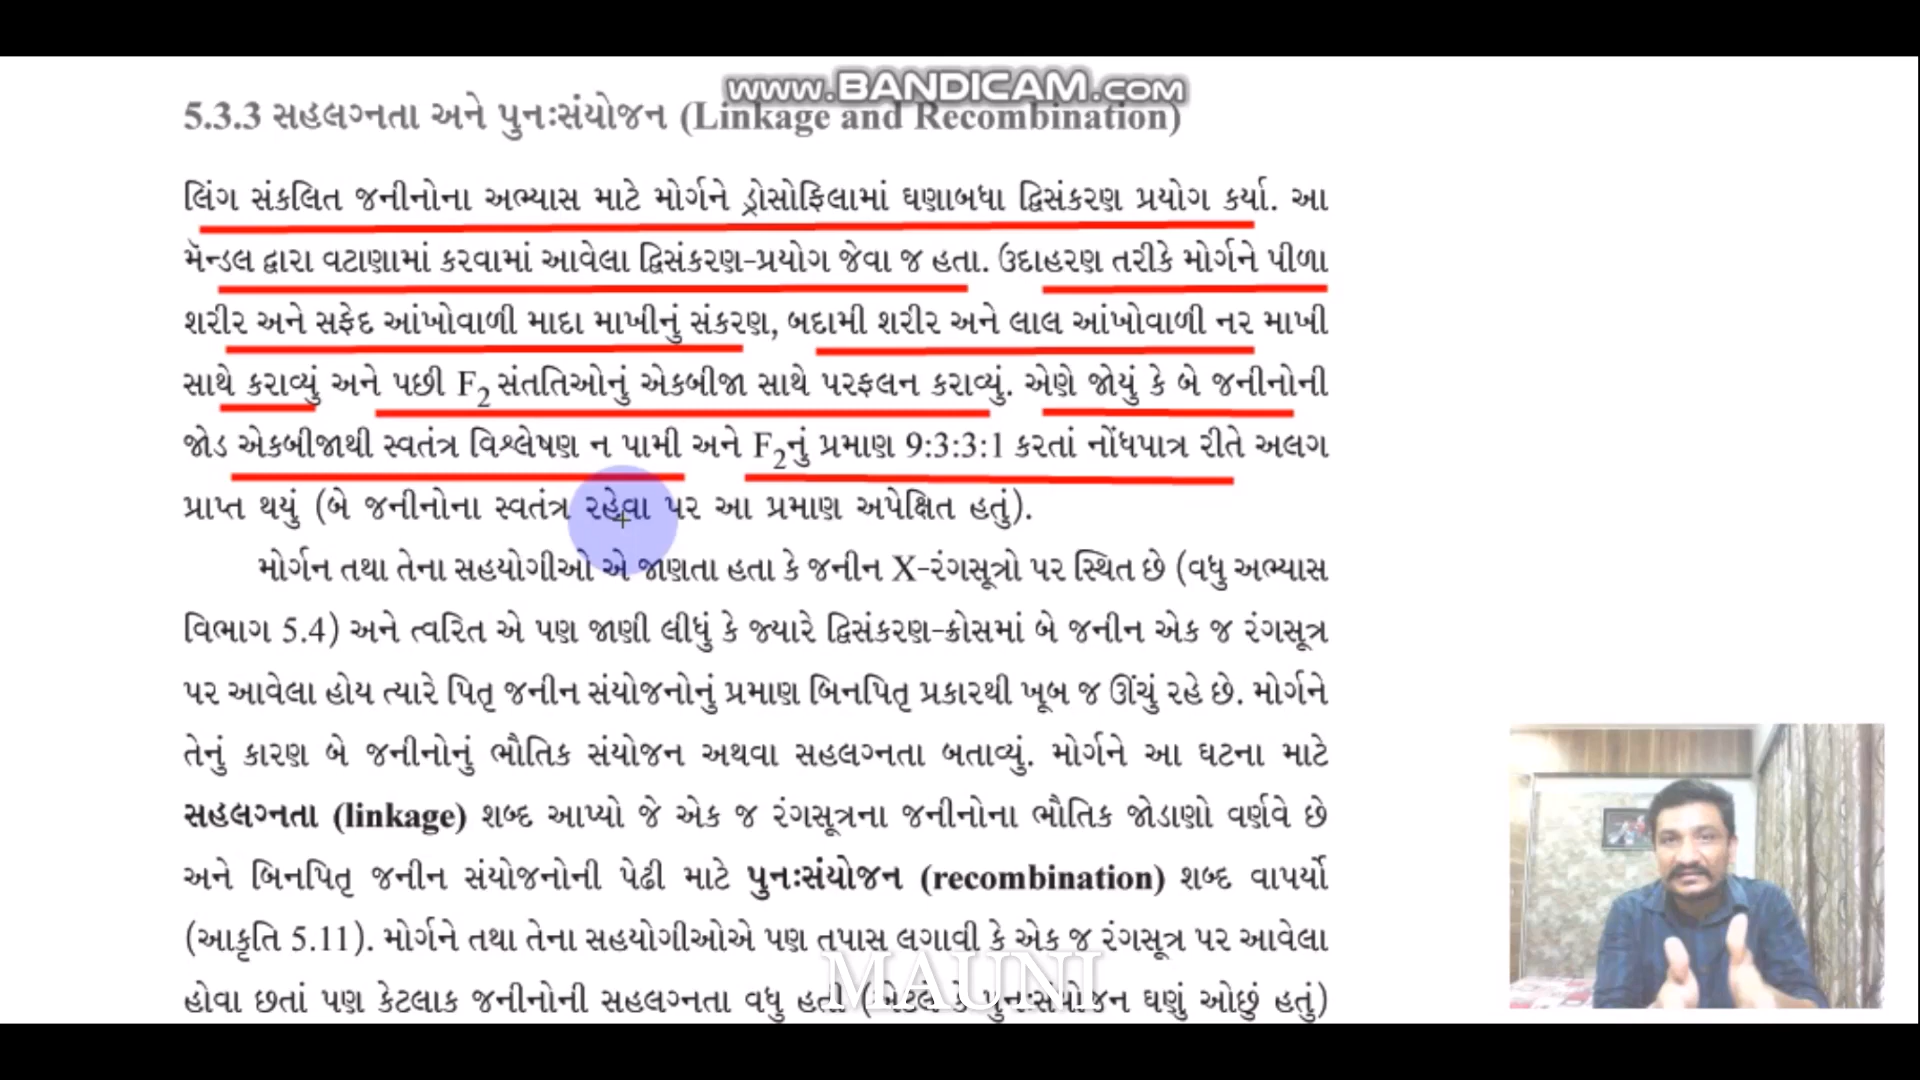 www.BANDICAM.com
5.3.3 સહલગ્નતા અને પુનઃસંયોજન (Linkage and Recombination)
લિંગ સંકલિત જનીનોના અભ્યાસ માટે મોર્ગને ડ્રોસોફિલામાં ઘણાબધા દ્વિસંકરણ પ્રયોગ કર્યા. આ
મૅન્ડલ દ્વારા વટાણામાં કરવામાં આવેલા દ્વિસંકરણ-પ્રયોગ જેવા જ હતા. ઉદાહરણ તરીકે મોર્ગને પીળા
શરીર અને સફેદ આંખોવાળી માદા માખીનું સંકરણ, બદામી શરીર અને લાલ આંખોવાળી નર માખી
સાથે કરાવ્યું અને પછી F2 સંતતિઓનું એકબીજા સાથે પરફલન કરાવ્યું. એણે જોયું કે બે જનીનોની
જોડ એકબીજાથી સ્વતંત્ર વિશ્લેષણ ન પામી અને F2નું પ્રમાણ 9:3:3:1 કરતાં નોંધપાત્ર રીતે અલગ
પ્રાપ્ત થયું (બે જનીનોના સ્વતંત્ર રહેવા પર આ પ્રમાણ અપેક્ષિત હતું).
મોર્ગન તથા તેના સહયોગીઓ એ જાણતા હતા કે જનીન X-રંગસૂત્રો પર સ્થિત છે (વધુ અભ્યાસ
વિભાગ 5.4) અને ત્વરિત એ પણ જાણી લીધું કે જ્યારે દ્વિસંકરણ-ક્રોસમાં બે જનીન એક જ રંગસૂત્ર
પર આવેલા હોય ત્યારે પિતૃ જનીન સંયોજનોનું પ્રમાણ બિનપિતૃ પ્રકારથી ખૂબ જ ઊંચું રહે છે. મોર્ગને
તેનું કારણ બે જનીનોનું ભૌતિક સંયોજન અથવા સહલગ્નતા બતાવ્યું. મોર્ગને આ ઘટના માટે
સહલગ્નતા (linkage) શબ્દ આપ્યો જે એક જ રંગસૂત્રના જનીનોના ભૌતિક જોડાણો વર્ણવે છે
અને બિનપિતૃ જનીન સંયોજનોની પેઢી માટે પુનઃસંયોજન (recombination) શબ્દ વાપર્યો
(આકૃતિ 5.11). મોર્ગને તથા તેના સહયોગીઓએ પણ તપાસ લગાવી કે એક જ રંગસૂત્ર પર આવેલા
હોવા છતાં પણ કેટલાક જનીનોની સહલગ્નતા વધુ હતી (એટલે કે પુનઃસંયોજન ઘણું ઓછું હતું)
MAUNI